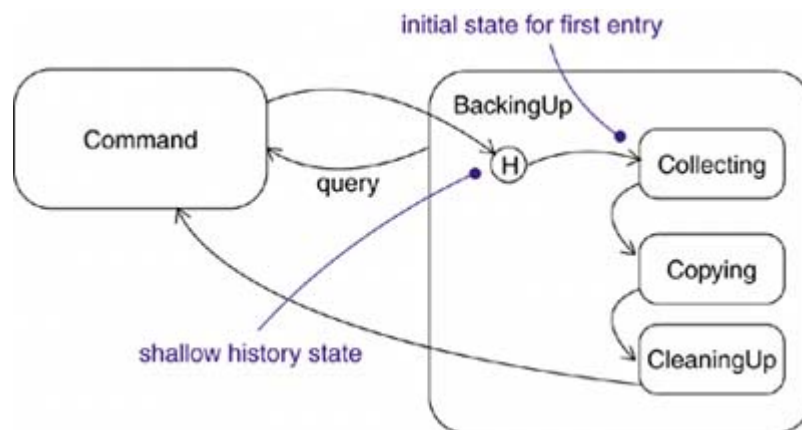 initial state for first entry
BackingUp
Command
H
Collecting
query
Copying
shallow history state
CleaningUp